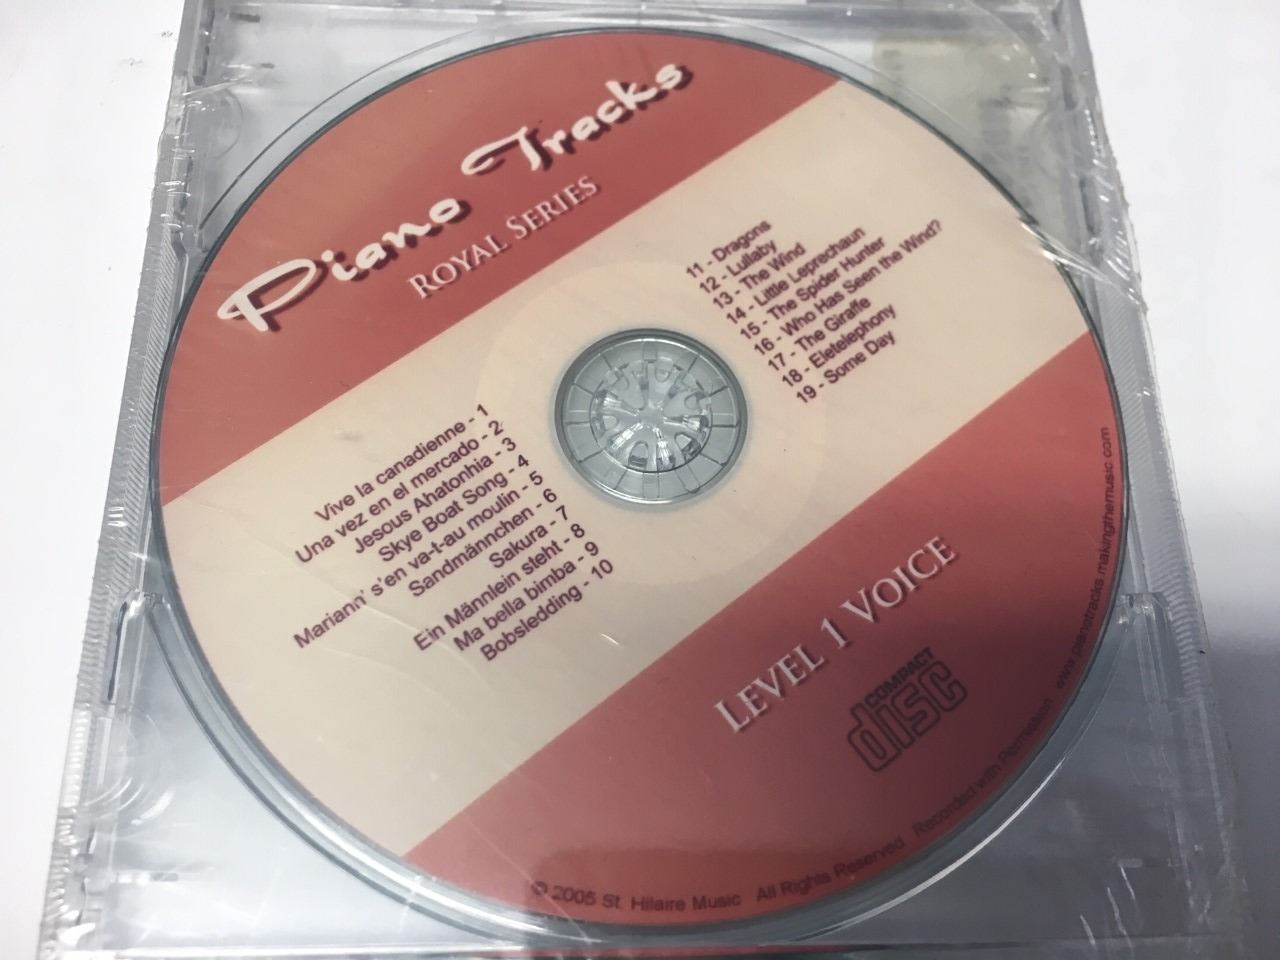 Piano Tracks
ROYAL SERIES
Vive la canadienne - 1
Una vez en el mercado - 2
Jesous Ahatonhia - 3
Skye Boat Song - 4
Mariann' s'en va-t-au moulin - 5
Sandmännchen - 6
Sakura - 7
Ein Männlein steht - 8
Ma bella bimba - 9
Bobsledding - 10
11 - Dragons
12 - Lullaby
13 - The Wind
14 - Little Leprechaun
15 - The Spider Hunter
16 - Who Has Seen the Wind?
17 - The Giraffe
18 - Eletelephony
19 - Some Day
LEVEL 1 VOICE
COMPACT
disc
© 2005 St. Hilaire Music All Rights Reserved Recorded with Permission www.pianotracks.makingthemusic.com